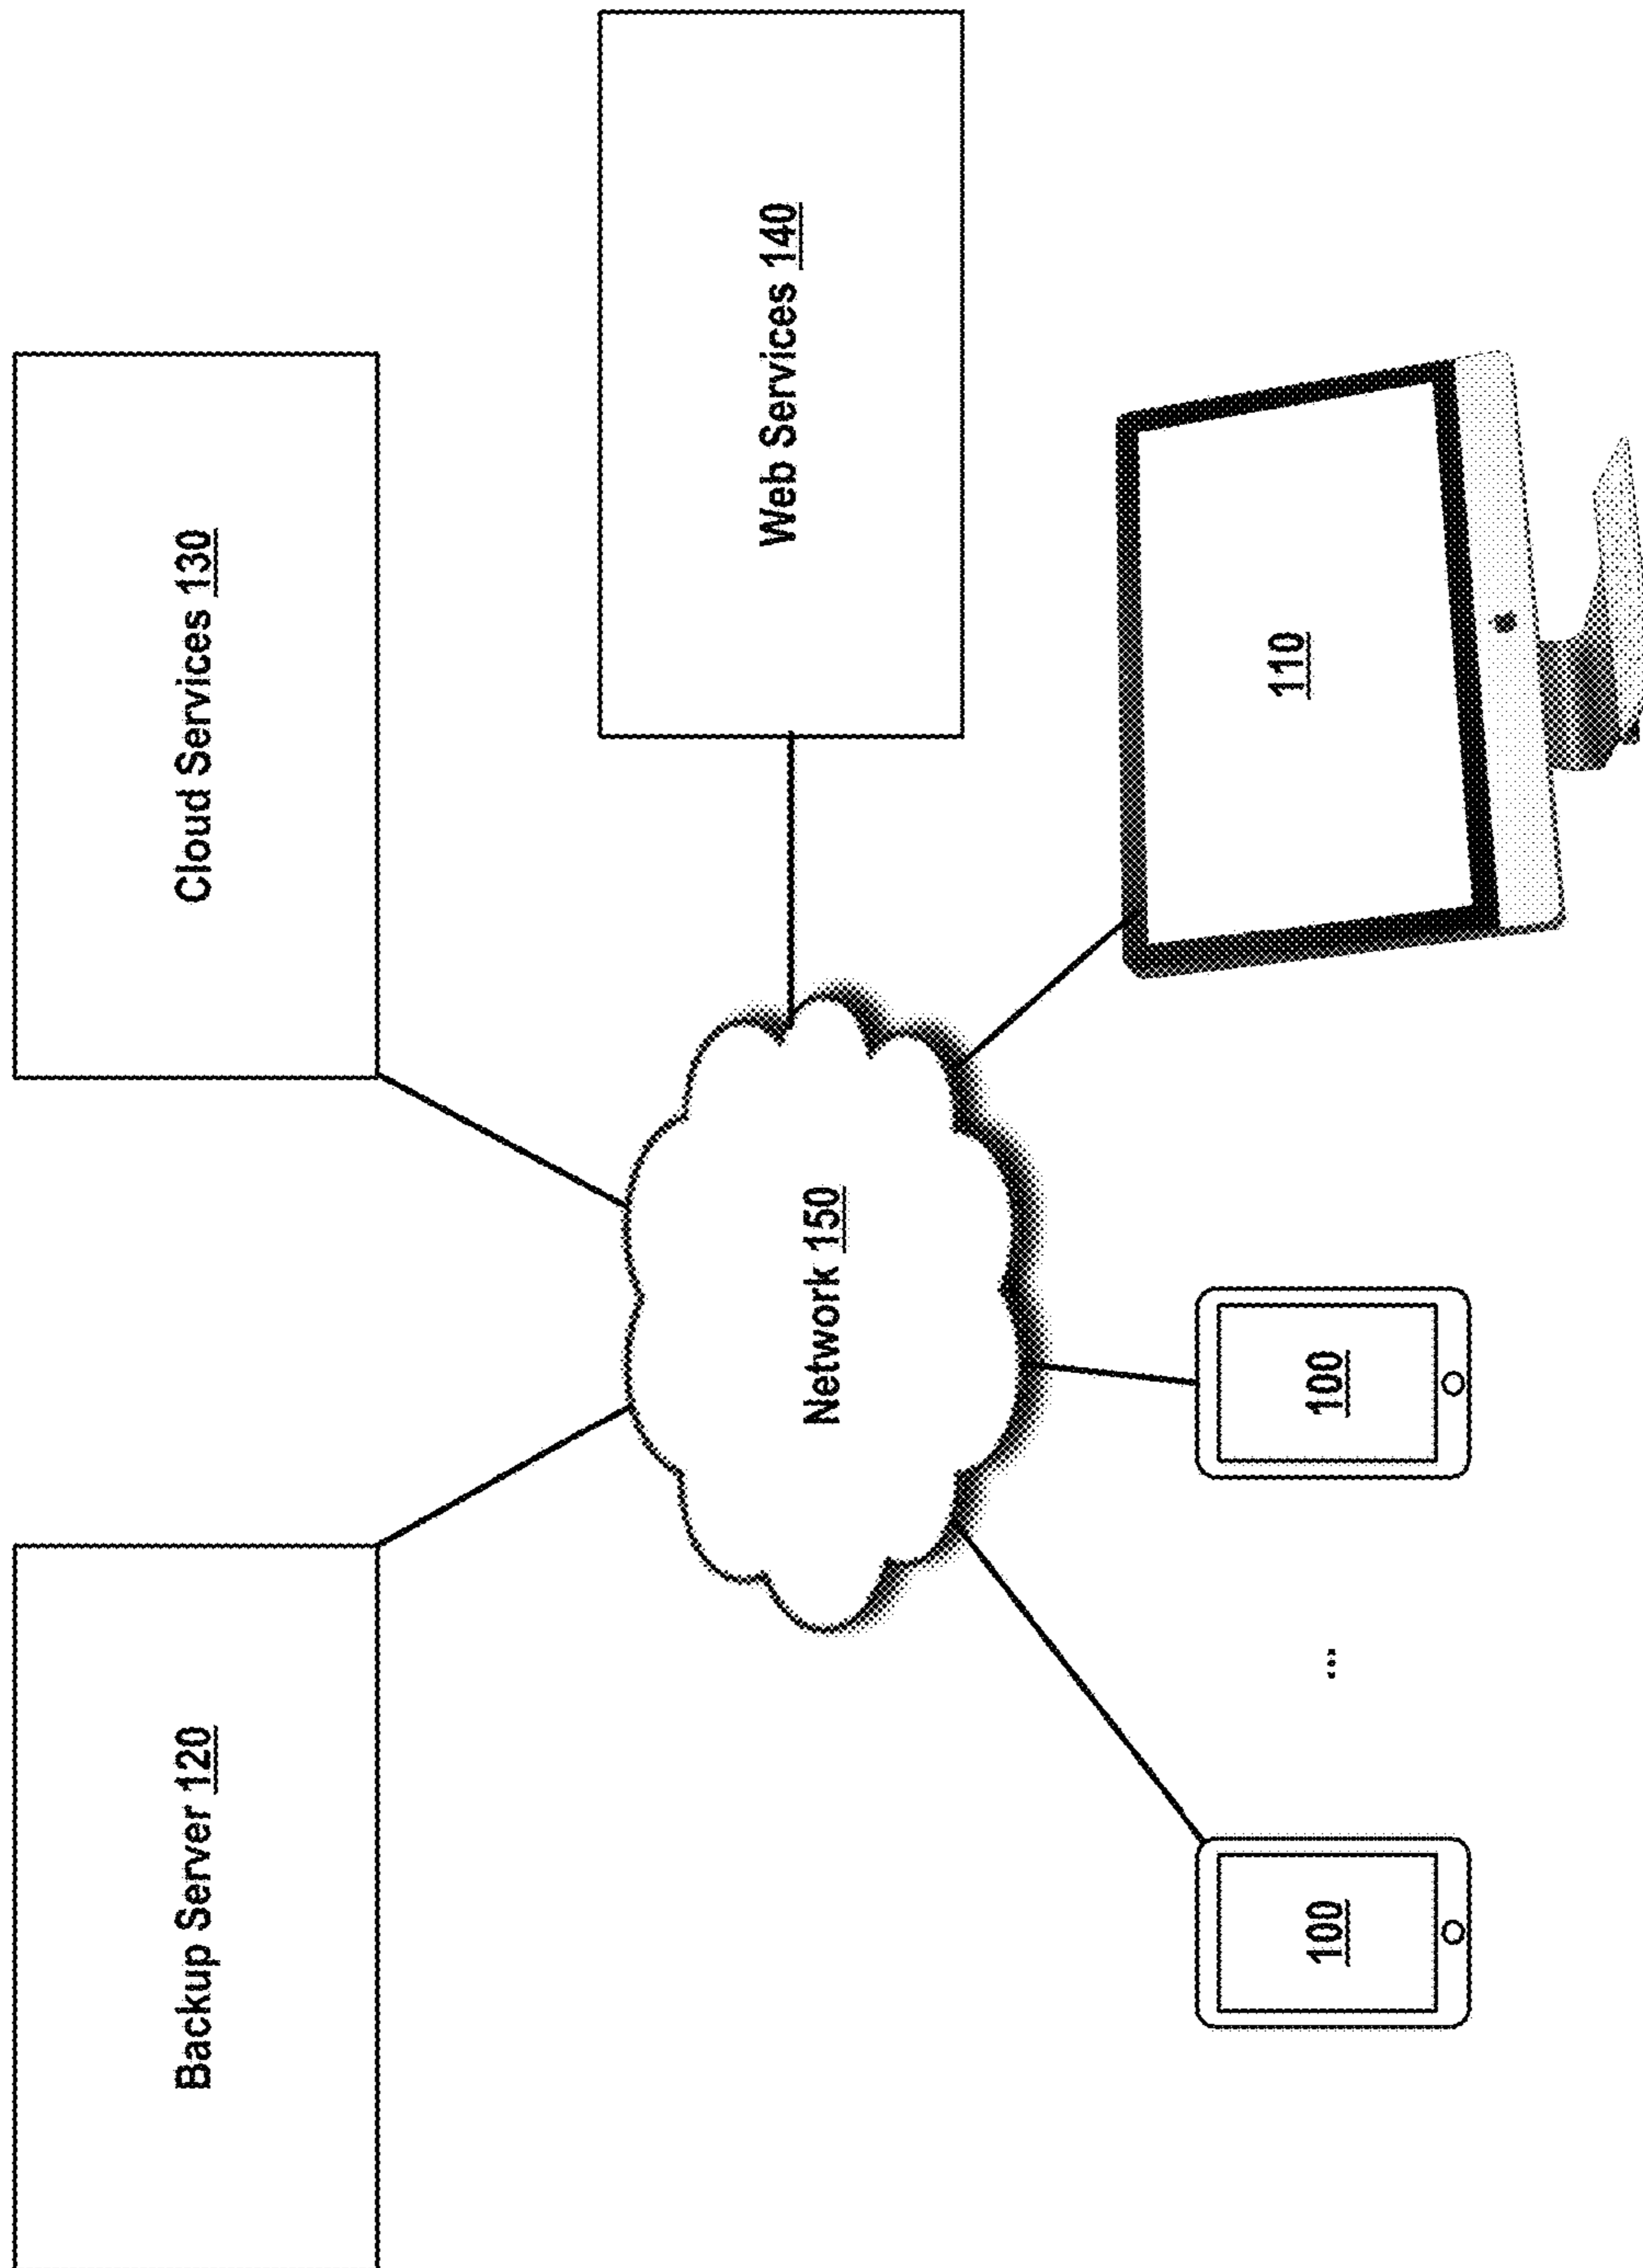 Backup Server 120
Cloud Services 130
Web Services 140
Network 150
100
...
100
110